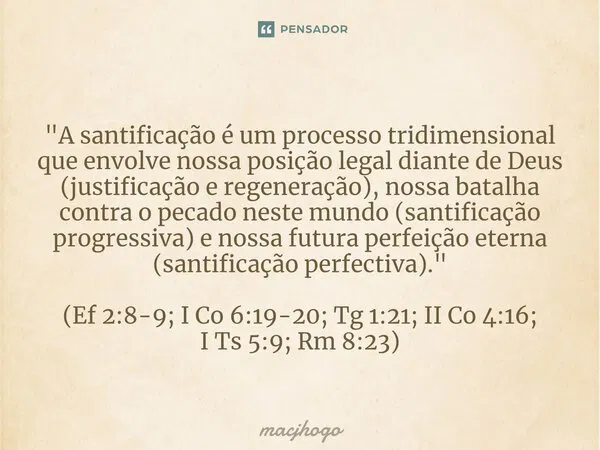 PENSADOR
"A santificação é um processo tridimensional
que envolve nossa posição legal diante de Deus
(justificação e regeneração), nossa batalha
contra o pecado neste mundo (santificação
progressiva) e nossa futura perfeição eterna
(santificação perfectiva)."
(Ef 2:8-9; I Co 6:19-20; Tg 1:21; II Co 4:16;
I Ts 5:9; Rm 8:23)
macjhogo